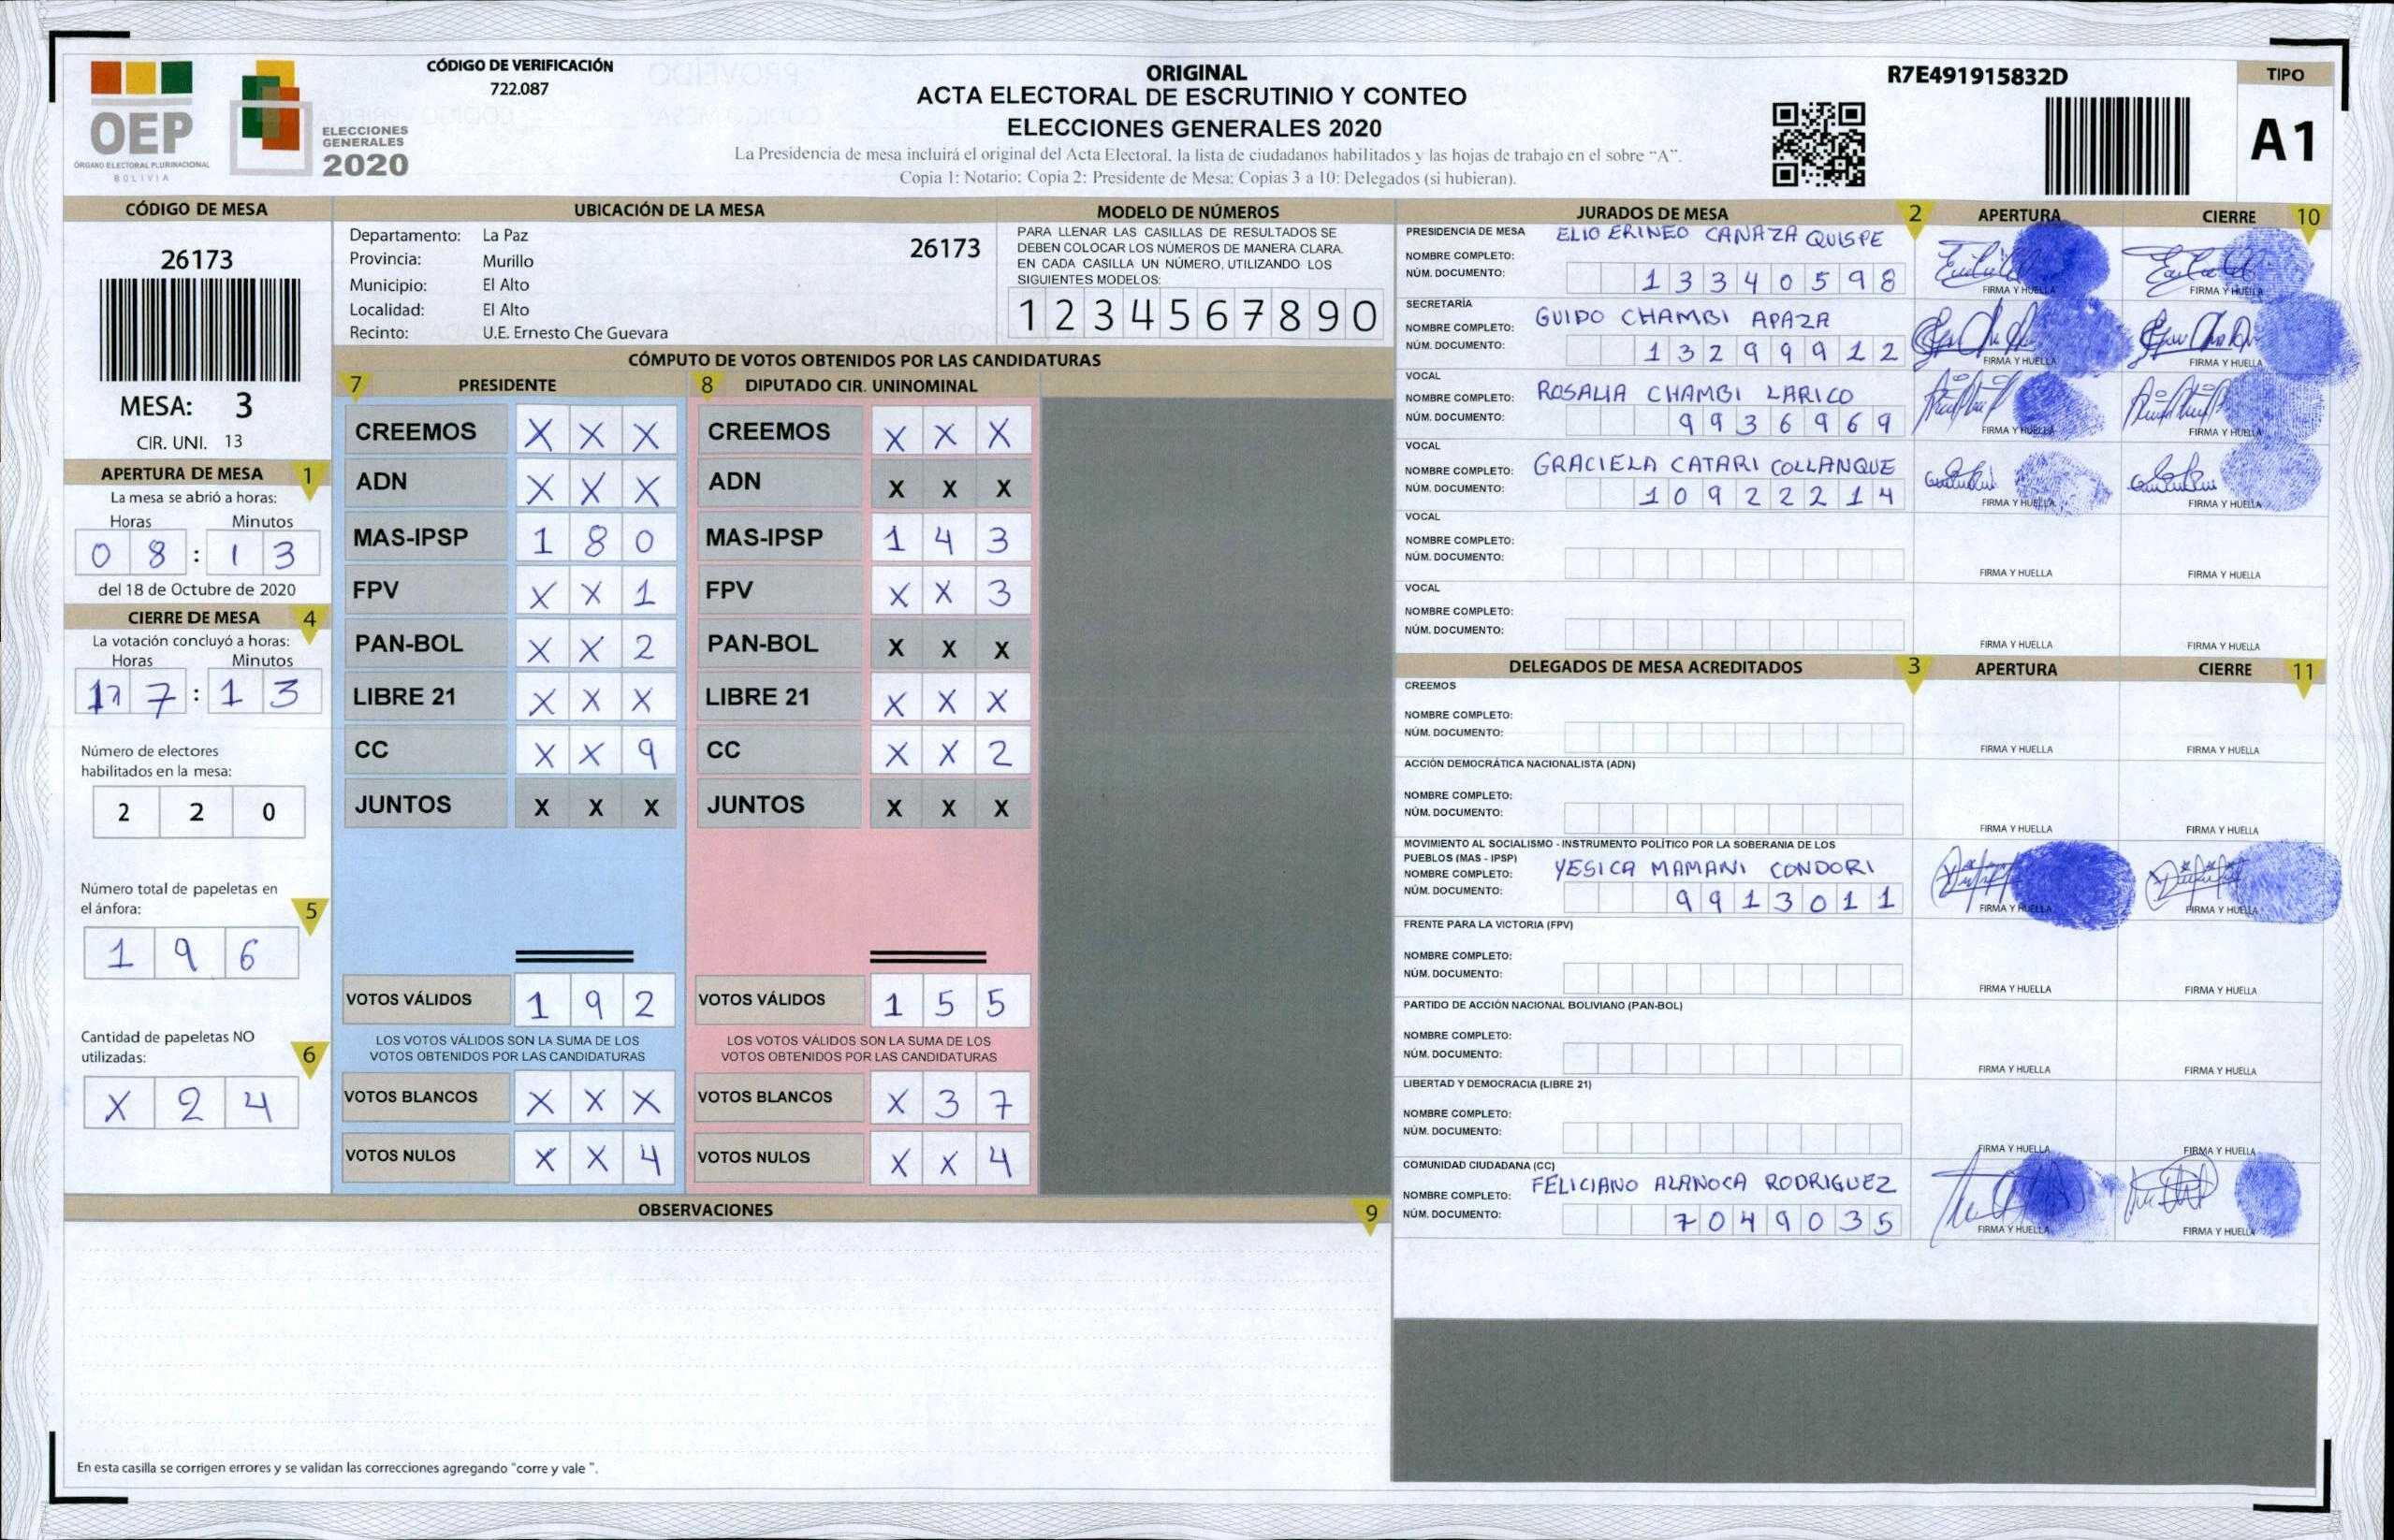 OEP
ÓRGANO ELECTORAL PLURINACIONAL
BOLIVIA
ELECCIONES
GENERALES
2020
CÓDIGO DE VERIFICACIÓN
722.087
ORIGINAL
ACTA ELECTORAL DE ESCRUTINIO Y CONTEO
ELECCIONES GENERALES 2020
La Presidencia de mesa incluirá el original del Acta Electoral, la lista de ciudadanos habilitados y las hojas de trabajo en el sobre "A".
Copia 1: Notario; Copia 2: Presidente de Mesa; Copias 3 a 10: Delegados (si hubieran).
R7E491915832D
TIPO
A1
CÓDIGO DE MESA
26173
MESA: 3
CIR. UNI. 13
APERTURA DE MESA 1
La mesa se abrió a horas:
Horas Minutos
0 8 : 1 3
del 18 de Octubre de 2020
CIERRE DE MESA 4
La votación concluyó a horas:
Horas Minutos
1 7 : 1 3
Número de electores
habilitados en la mesa:
2 2 0
Número total de papeletas en
el ánfora: 5
1 9 6
Cantidad de papeletas NO
utilizadas: 6
X 2 4
UBICACIÓN DE LA MESA
Departamento: La Paz
26173
Provincia: Murillo
Municipio: El Alto
Localidad: El Alto
Recinto: U.E. Ernesto Che Guevara
MODELO DE NÚMEROS
PARA LLENAR LAS CASILLAS DE RESULTADOS SE
DEBEN COLOCAR LOS NÚMEROS DE MANERA CLARA.
EN CADA CASILLA UN NÚMERO, UTILIZANDO LOS
SIGUIENTES MODELOS:
1 2 3 4 5 6 7 8 9 0
CÓMPUTO DE VOTOS OBTENIDOS POR LAS CANDIDATURAS
7 PRESIDENTE
CREEMOS X X X
ADN X X X
MAS-IPSP 1 8 0
FPV X X 1
PAN-BOL X X 2
LIBRE 21 X X X
CC X X 9
JUNTOS X X X
VOTOS VÁLIDOS 1 9 2
LOS VOTOS VÁLIDOS SON LA SUMA DE LOS
VOTOS OBTENIDOS POR LAS CANDIDATURAS
VOTOS BLANCOS X X X
VOTOS NULOS X X 4
8 DIPUTADO CIR. UNINOMINAL
CREEMOS X X X
ADN X X X
MAS-IPSP 1 4 3
FPV X X 3
PAN-BOL X X X
LIBRE 21 X X X
CC X X 2
JUNTOS X X X
VOTOS VÁLIDOS 1 5 5
LOS VOTOS VÁLIDOS SON LA SUMA DE LOS
VOTOS OBTENIDOS POR LAS CANDIDATURAS
VOTOS BLANCOS X 3 7
VOTOS NULOS X X 4
OBSERVACIONES 9
En esta casilla se corrigen errores y se validan las correcciones agregando "corre y vale ".
JURADOS DE MESA 2 APERTURA CIERRE 10
PRESIDENCIA DE MESA
NOMBRE COMPLETO: ELIO ERINEO CANAZA QUISPE
NÚM. DOCUMENTO: 1 3 3 4 0 5 9 8
FIRMA Y HUELLA FIRMA Y HUELLA
SECRETARÍA
NOMBRE COMPLETO: GUIDO CHAMBI APAZA
NÚM. DOCUMENTO: 1 3 2 9 9 9 1 2
FIRMA Y HUELLA FIRMA Y HUELLA
VOCAL
NOMBRE COMPLETO: ROSALIA CHAMBI LARICO
NÚM. DOCUMENTO: 9 9 3 6 9 6 9
FIRMA Y HUELLA FIRMA Y HUELLA
VOCAL
NOMBRE COMPLETO: GRACIELA CATARI COLLANQUE
NÚM. DOCUMENTO: 1 0 9 2 2 2 1 4
FIRMA Y HUELLA FIRMA Y HUELLA
VOCAL
NOMBRE COMPLETO:
NÚM. DOCUMENTO:
FIRMA Y HUELLA FIRMA Y HUELLA
VOCAL
NOMBRE COMPLETO:
NÚM. DOCUMENTO:
FIRMA Y HUELLA FIRMA Y HUELLA
DELEGADOS DE MESA ACREDITADOS 3 APERTURA CIERRE 11
CREEMOS
NOMBRE COMPLETO:
NÚM. DOCUMENTO:
FIRMA Y HUELLA FIRMA Y HUELLA
ACCIÓN DEMOCRÁTICA NACIONALISTA (ADN)
NOMBRE COMPLETO:
NÚM. DOCUMENTO:
FIRMA Y HUELLA FIRMA Y HUELLA
MOVIMIENTO AL SOCIALISMO - INSTRUMENTO POLÍTICO POR LA SOBERANIA DE LOS
PUEBLOS (MAS - IPSP)
NOMBRE COMPLETO: YESICA MAMANI CONDORI
NÚM. DOCUMENTO: 9 9 1 3 0 1 1
FIRMA Y HUELLA FIRMA Y HUELLA
FRENTE PARA LA VICTORIA (FPV)
NOMBRE COMPLETO:
NÚM. DOCUMENTO:
FIRMA Y HUELLA FIRMA Y HUELLA
PARTIDO DE ACCIÓN NACIONAL BOLIVIANO (PAN-BOL)
NOMBRE COMPLETO:
NÚM. DOCUMENTO:
FIRMA Y HUELLA FIRMA Y HUELLA
LIBERTAD Y DEMOCRACIA (LIBRE 21)
NOMBRE COMPLETO:
NÚM. DOCUMENTO:
FIRMA Y HUELLA FIRMA Y HUELLA
COMUNIDAD CIUDADANA (CC)
NOMBRE COMPLETO: FELICIANO ALANOCA RODRIGUEZ
NÚM. DOCUMENTO: 7 0 4 9 0 3 5
FIRMA Y HUELLA FIRMA Y HUELLA